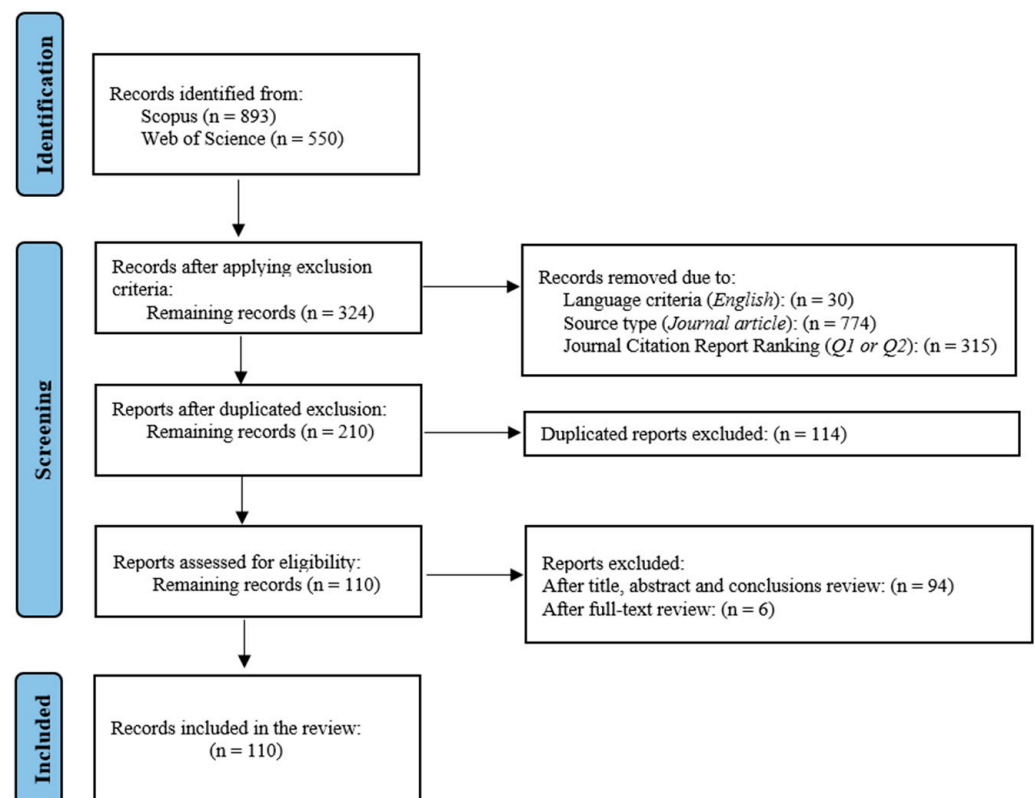 Identification
Records identified from:
Scopus (n = 893)
Web of Science (n = 550)
Screening
Records after applying exclusion
criteria:
Remaining records (n = 324)
Records removed due to:
Language criteria (English): (n = 30)
Source type (Journal article): (n = 774)
Journal Citation Report Ranking (Q1 or Q2): (n = 315)
Reports after duplicated exclusion:
Remaining records (n = 210)
Duplicated reports excluded: (n = 114)
Reports assessed for eligibility:
Remaining records (n = 110)
Reports excluded:
After title, abstract and conclusions review: (n = 94)
After full-text review: (n = 6)
Included
Records included in the review:
(n = 110)